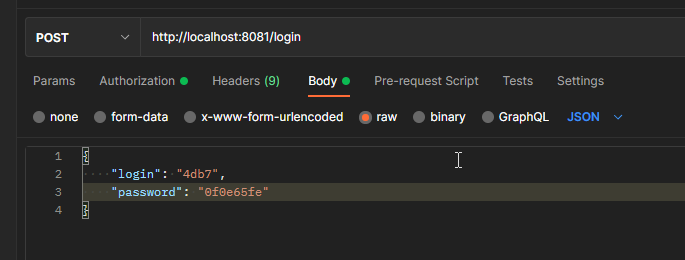 POST http://localhost:8081/login
Params Authorization Headers (9) Body Pre-request Script Tests Settings
none form-data x-www-form-urlencoded raw binary GraphQL JSON
1 {
2 "login": "4db7",
3 "password": "0f0e65fe"
4 }